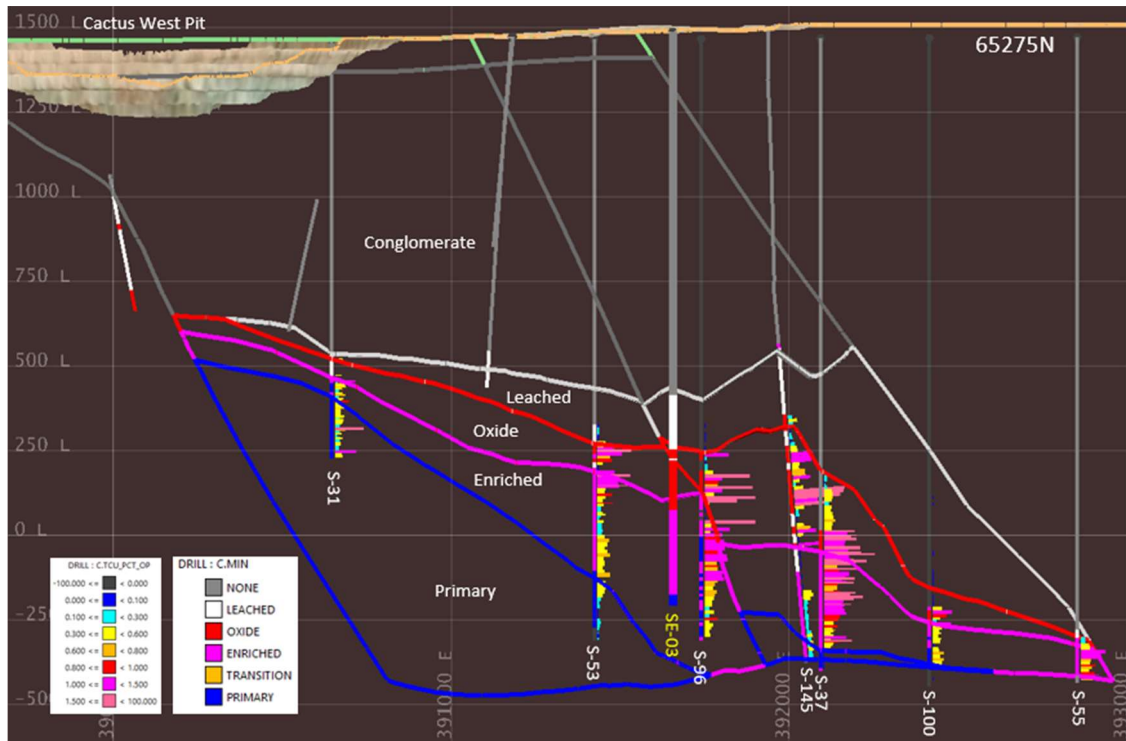 1500 L
Cactus West Pit
65275N
1250 L
1000 L
Conglomerate
750 L
500 L
Leached
Oxide
250 L
Enriched
S-31
0 L
DRILL : C.TCU_PCT_OP
-100.000 <= < 0.000
0.000 <= < 0.100
0.100 <= < 0.300
0.300 <= < 0.600
0.600 <= < 0.800
0.800 <= < 1.000
1.000 <= < 1.500
1.500 <= < 100.000
DRILL : C.MIN
NONE
LEACHED
OXIDE
ENRICHED
TRANSITION
PRIMARY
Primary
SE-03
S-53
S-96
S-145
S-37
S-100
S-55
391000 E
392000 E
393000